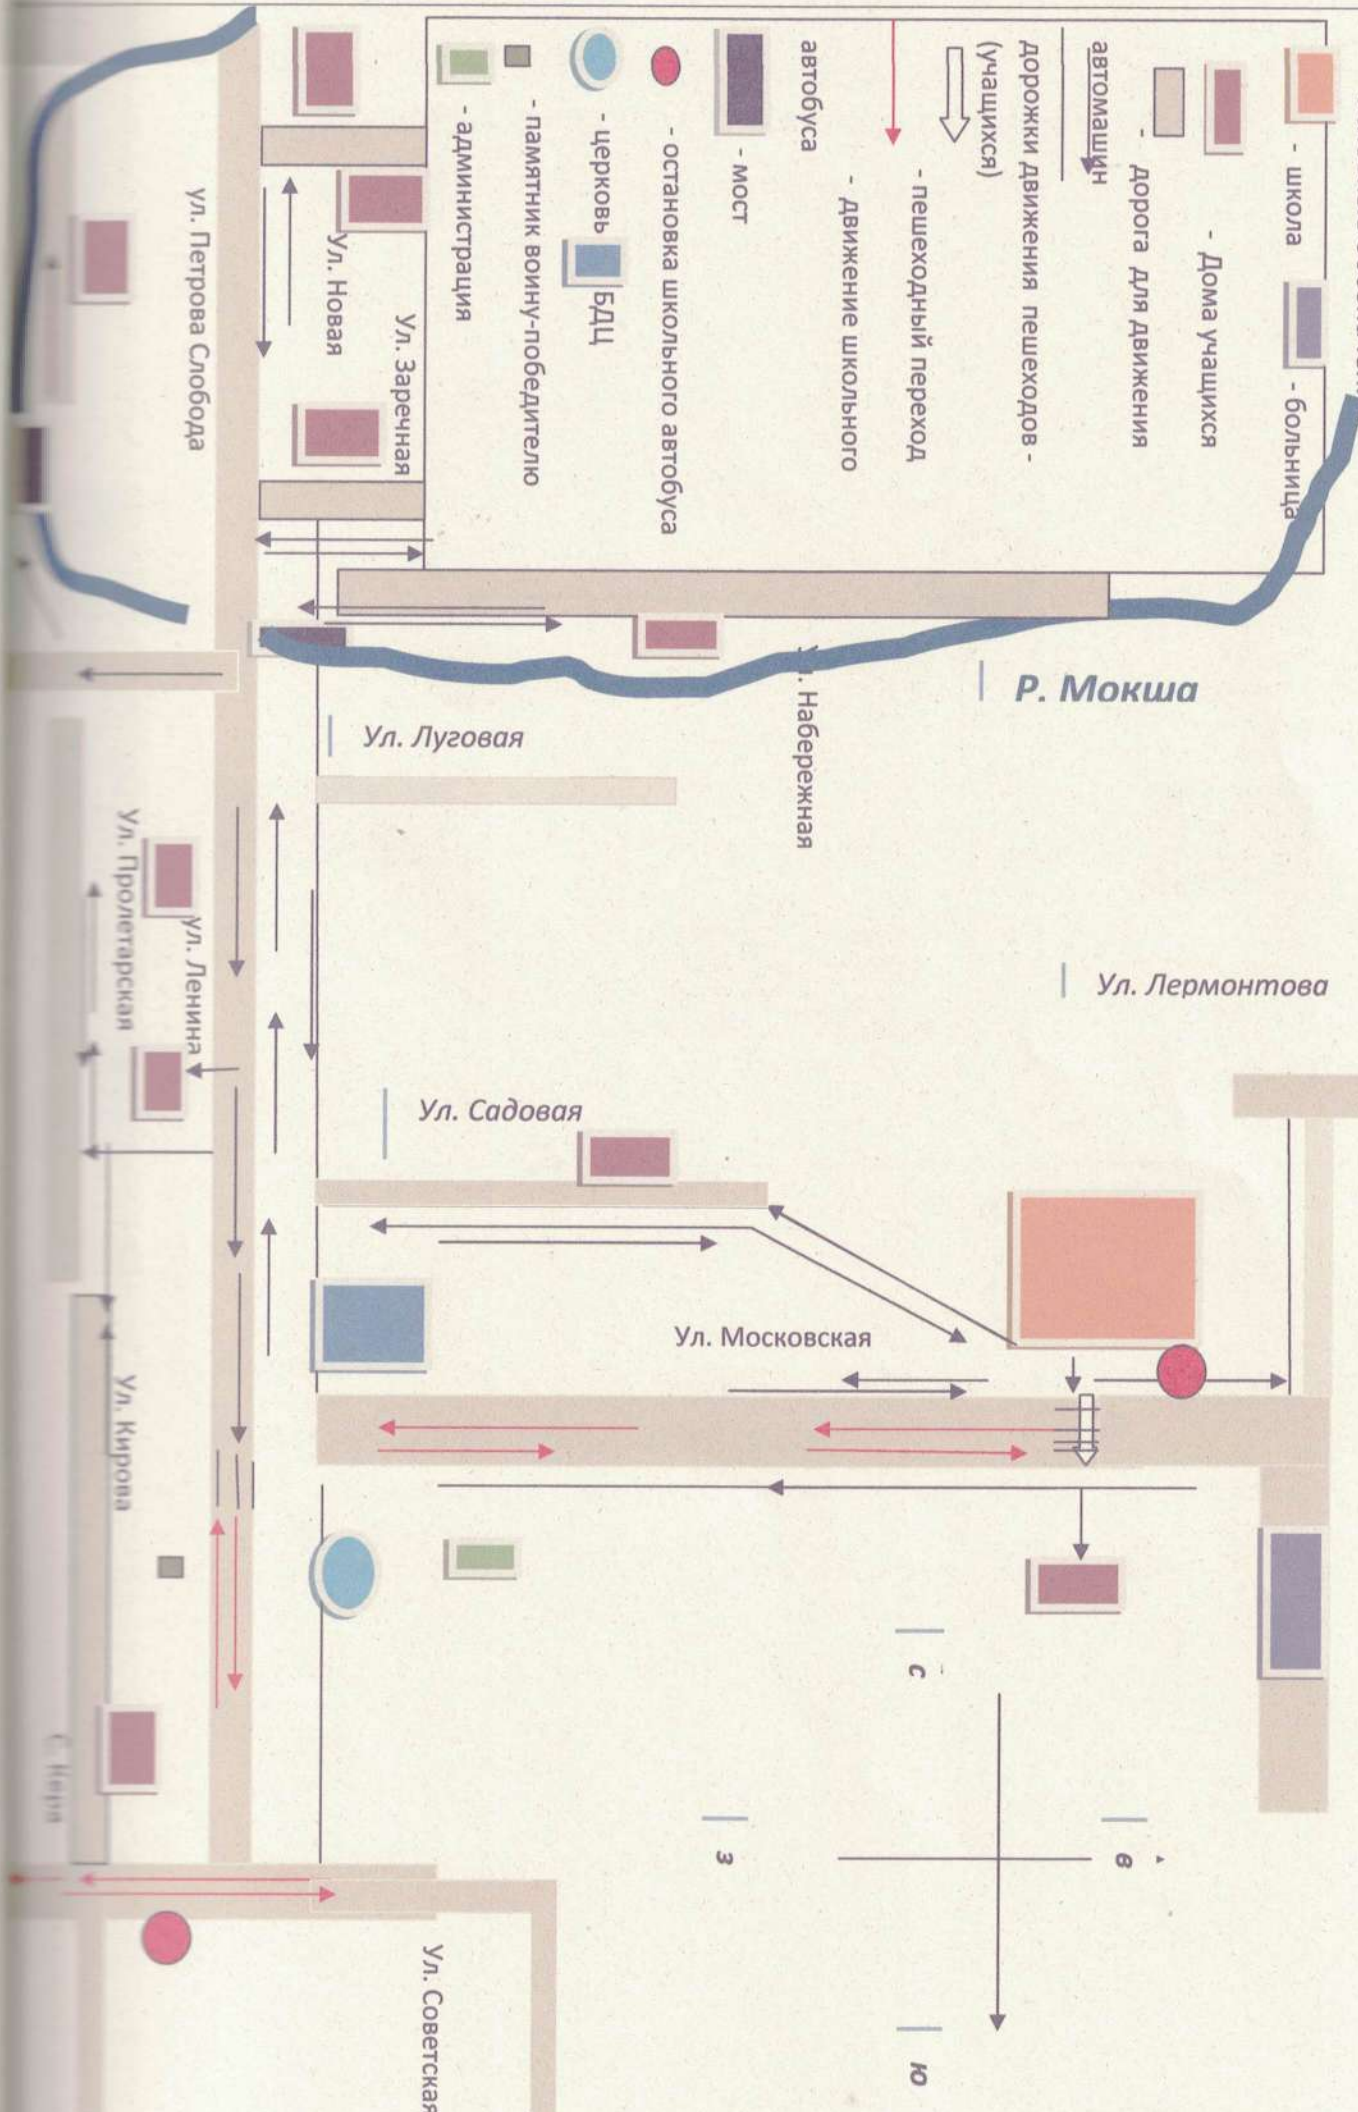 - школа
- больница
- Дома учащихся
- дорога для движения
автомашин
дорожки движения пешеходов -
(учащихся)
- пешеходный переход
- движение школьного
автобуса
- мост
- остановка школьного автобуса
- церковь
БДЦ
- памятник воину-победителю
- администрация
Ул. Заречная
Ул. Новая
ул. Петрова Слобода
Р. Мокша
Набережная
Ул. Луговая
Ул. Лермонтова
Ул. Садовая
Ул. Московская
ул. Ленина
Ул. Пролетарская
Ул. Кирова
С
В
З
Ю
Ул. Советская